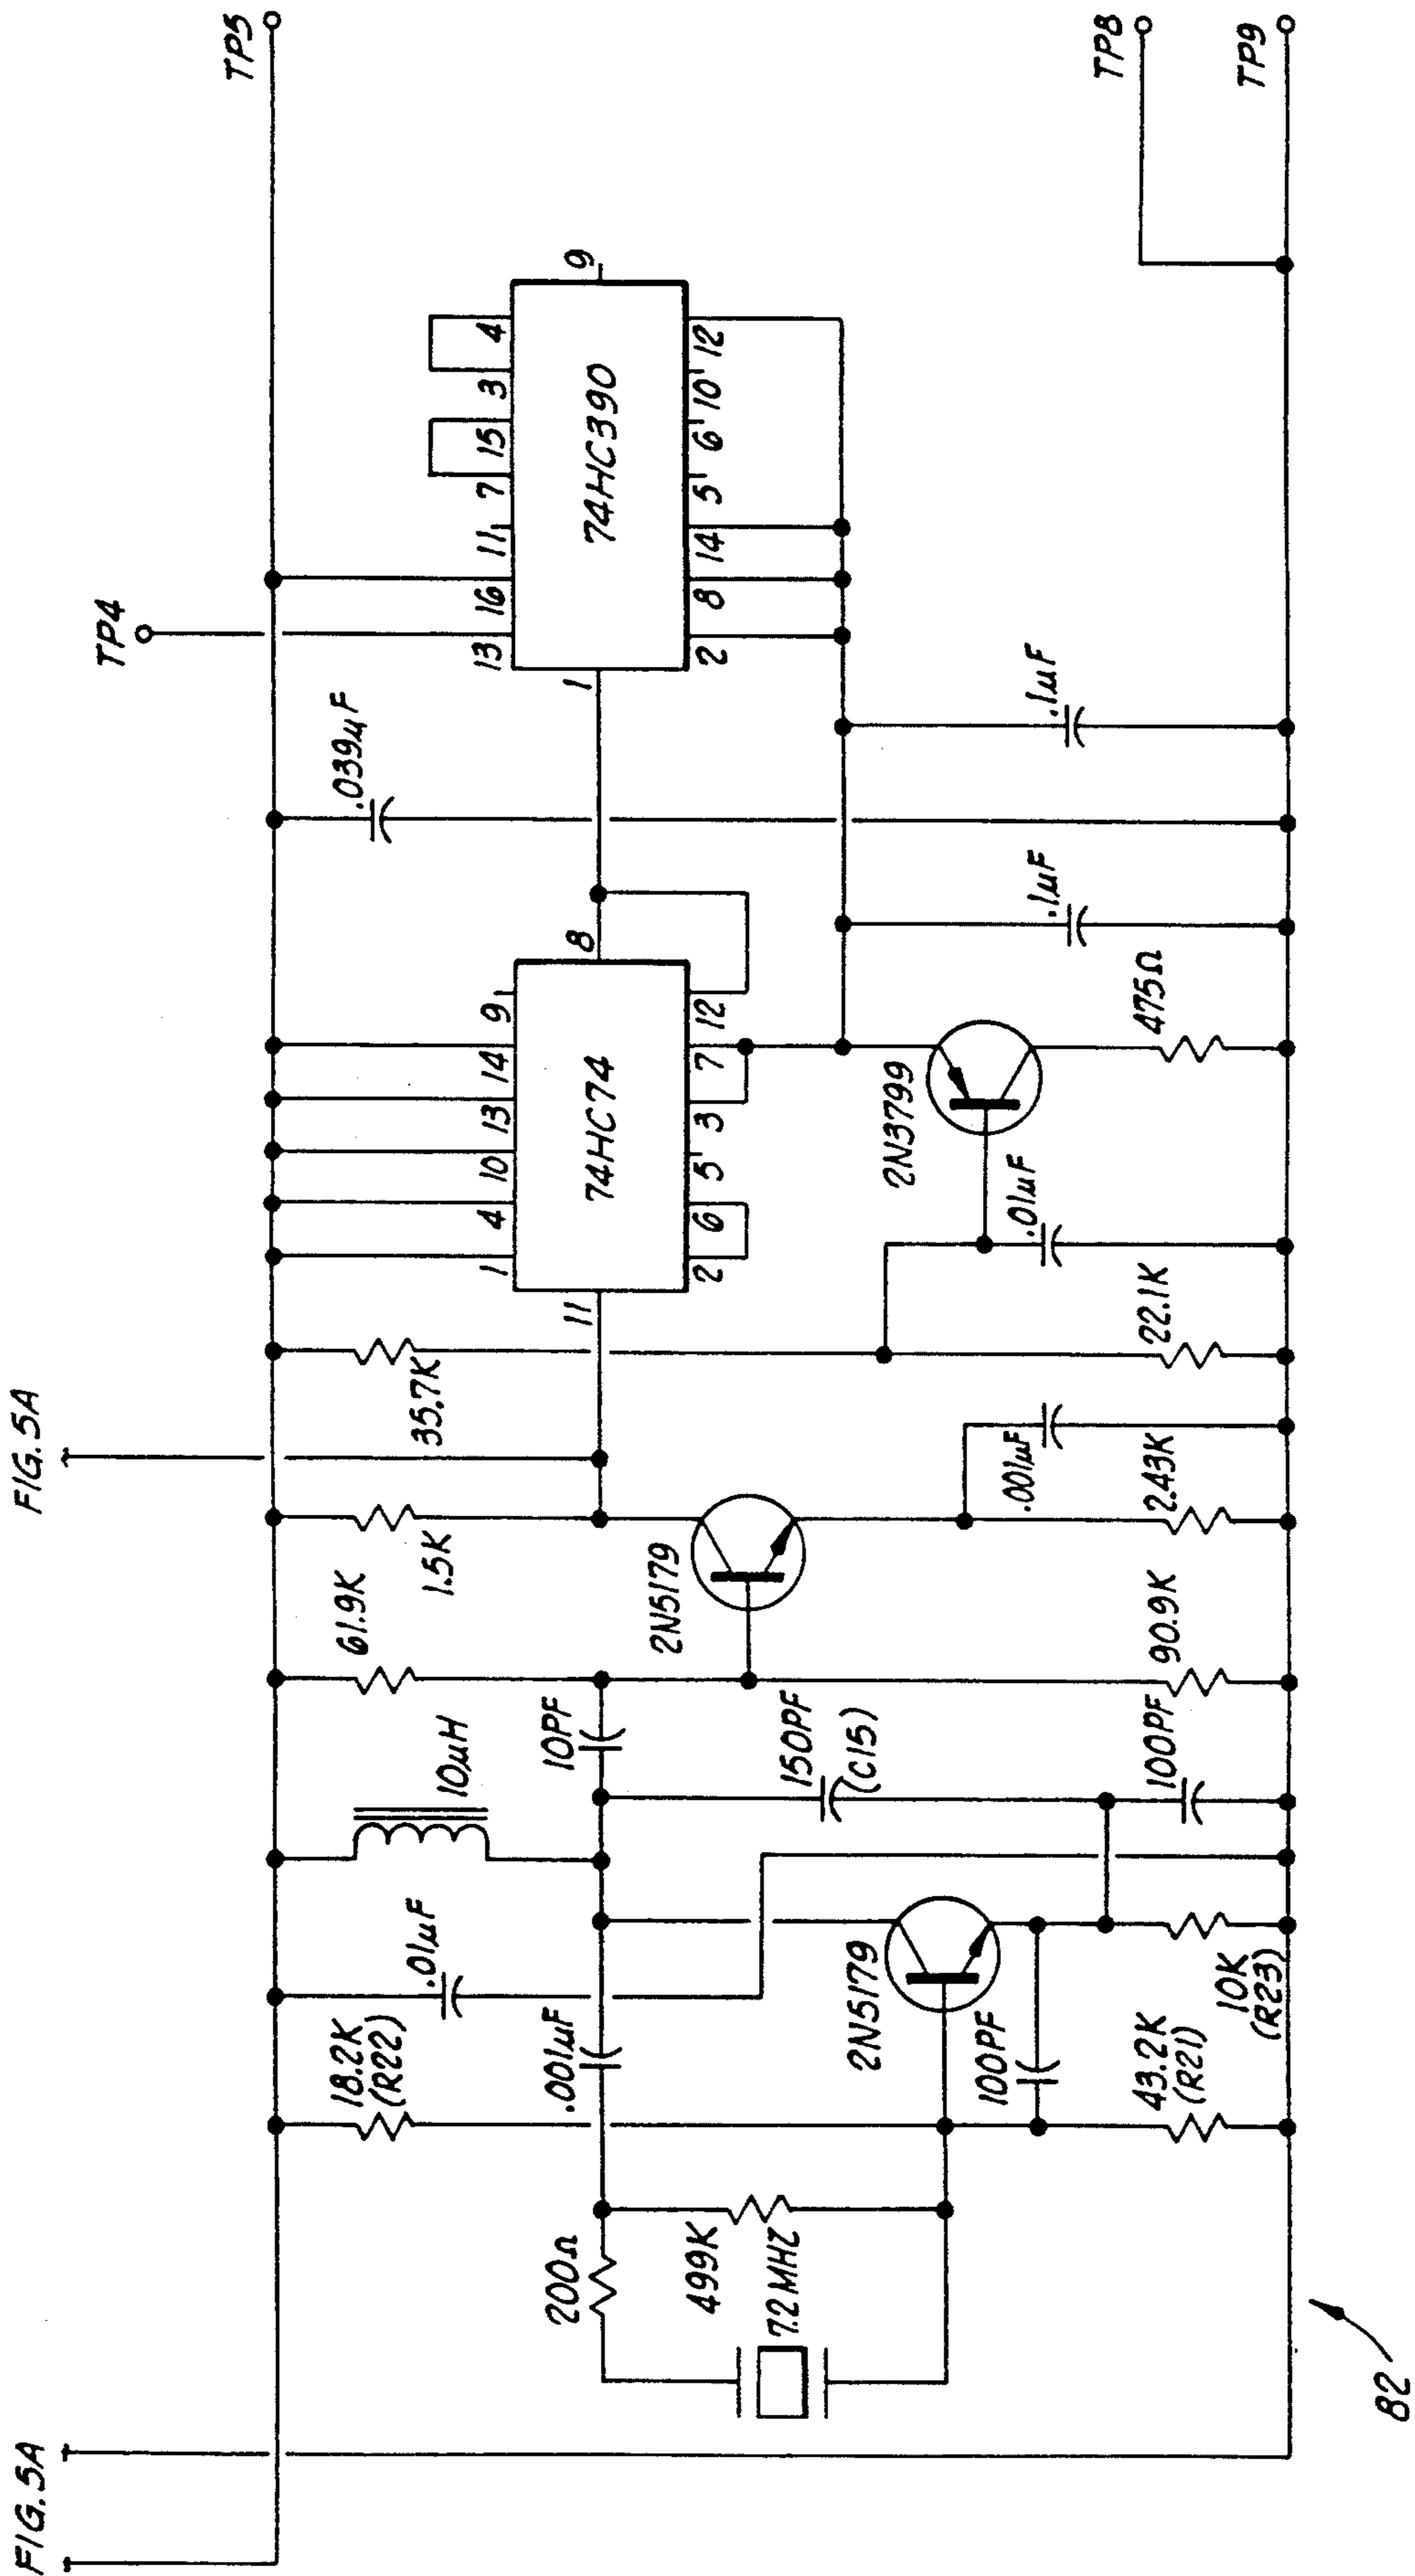 FIG. 5A
FIG. 5A
TP4
TP5
18.2K
(R22)
.01µF
10µH
61.9K
1.5K
35.7K
.039µF
1
4
10
13
14
9
11
74HC74
8
2
6
5
3
7
12
13
16
11
7
15
3
4
1
74HC390
9
2
8
14
5
6
10
12
200Ω
.001µF
10PF
499K
7.2MHZ
2N5179
2N5179
150PF
(C15)
2N3799
100PF
.001µF
.01µF
.1µF
.1µF
43.2K
(R21)
10K
(R23)
100PF
90.9K
2.43K
22.1K
475Ω
TP8
TP9
82